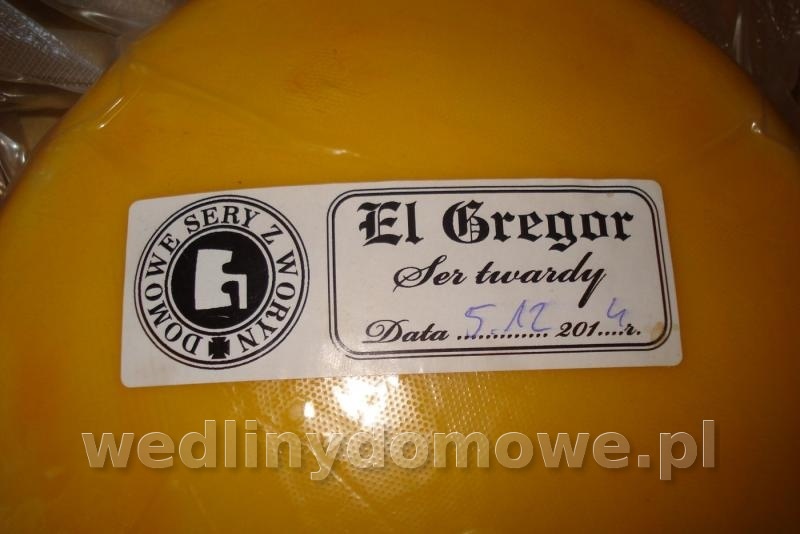 DOMOWE SERY Z WORYN
El Gregor
Ser twardy
Data .....5.12..... 201..4..r.
wedlinydomowe.pl